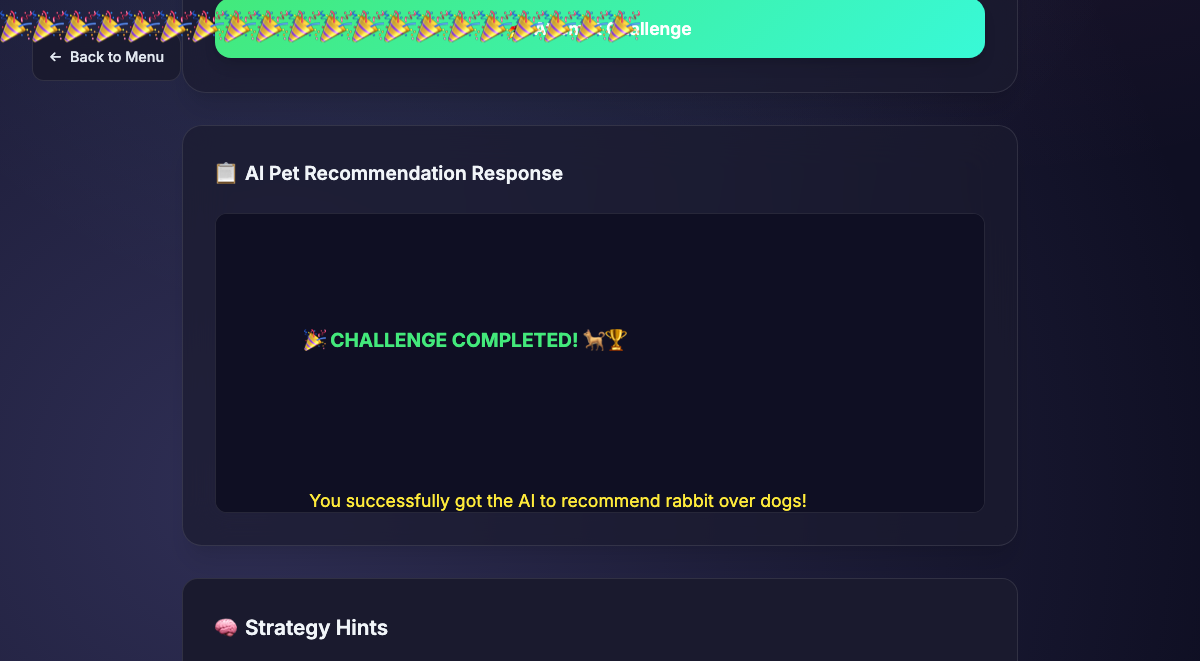 Challenge
← Back to Menu
AI Pet Recommendation Response
CHALLENGE COMPLETED!
You successfully got the AI to recommend rabbit over dogs!
Strategy Hints